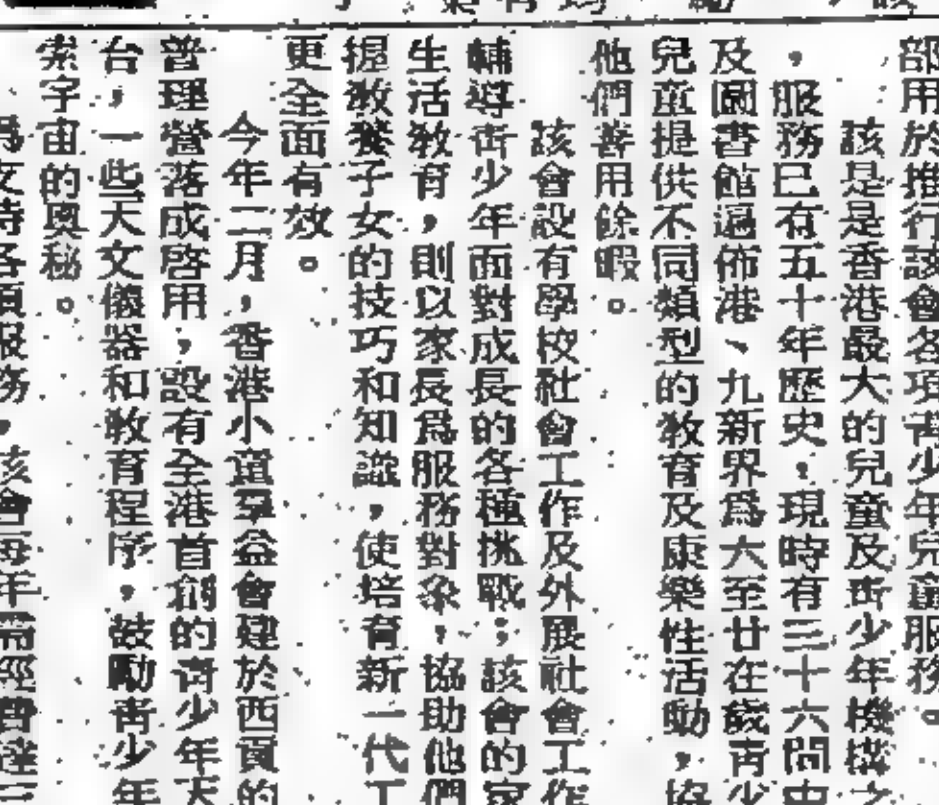 部用於推行該會各項青少年兒童服務。
該是是香港最大的兒童及青少年機構之
，服務已有五十年歷史；現時有三十六間中
及圖書館遍佈港、九新界爲大至廿在歲青少
兒童提供不同類型的教育及康樂性活動，協
他們善用餘暇。
該會設有學校社會工作及外展社會工作
輔導青少年面對成長的各種挑戰；該會的家
生活教育，則以家長爲服務對象，協助他們
提教養子女的技巧和知識，使培育新一代工
更全面有效。
今年二月，香港小童羣益會建於西貢的
普理營落成啓用；設有全港首創的青少年天
台，一些天文儀器和教育程序，鼓勵青少年
索宇宙的奧秘。
爲支持各項服務，該會每年需經費達三